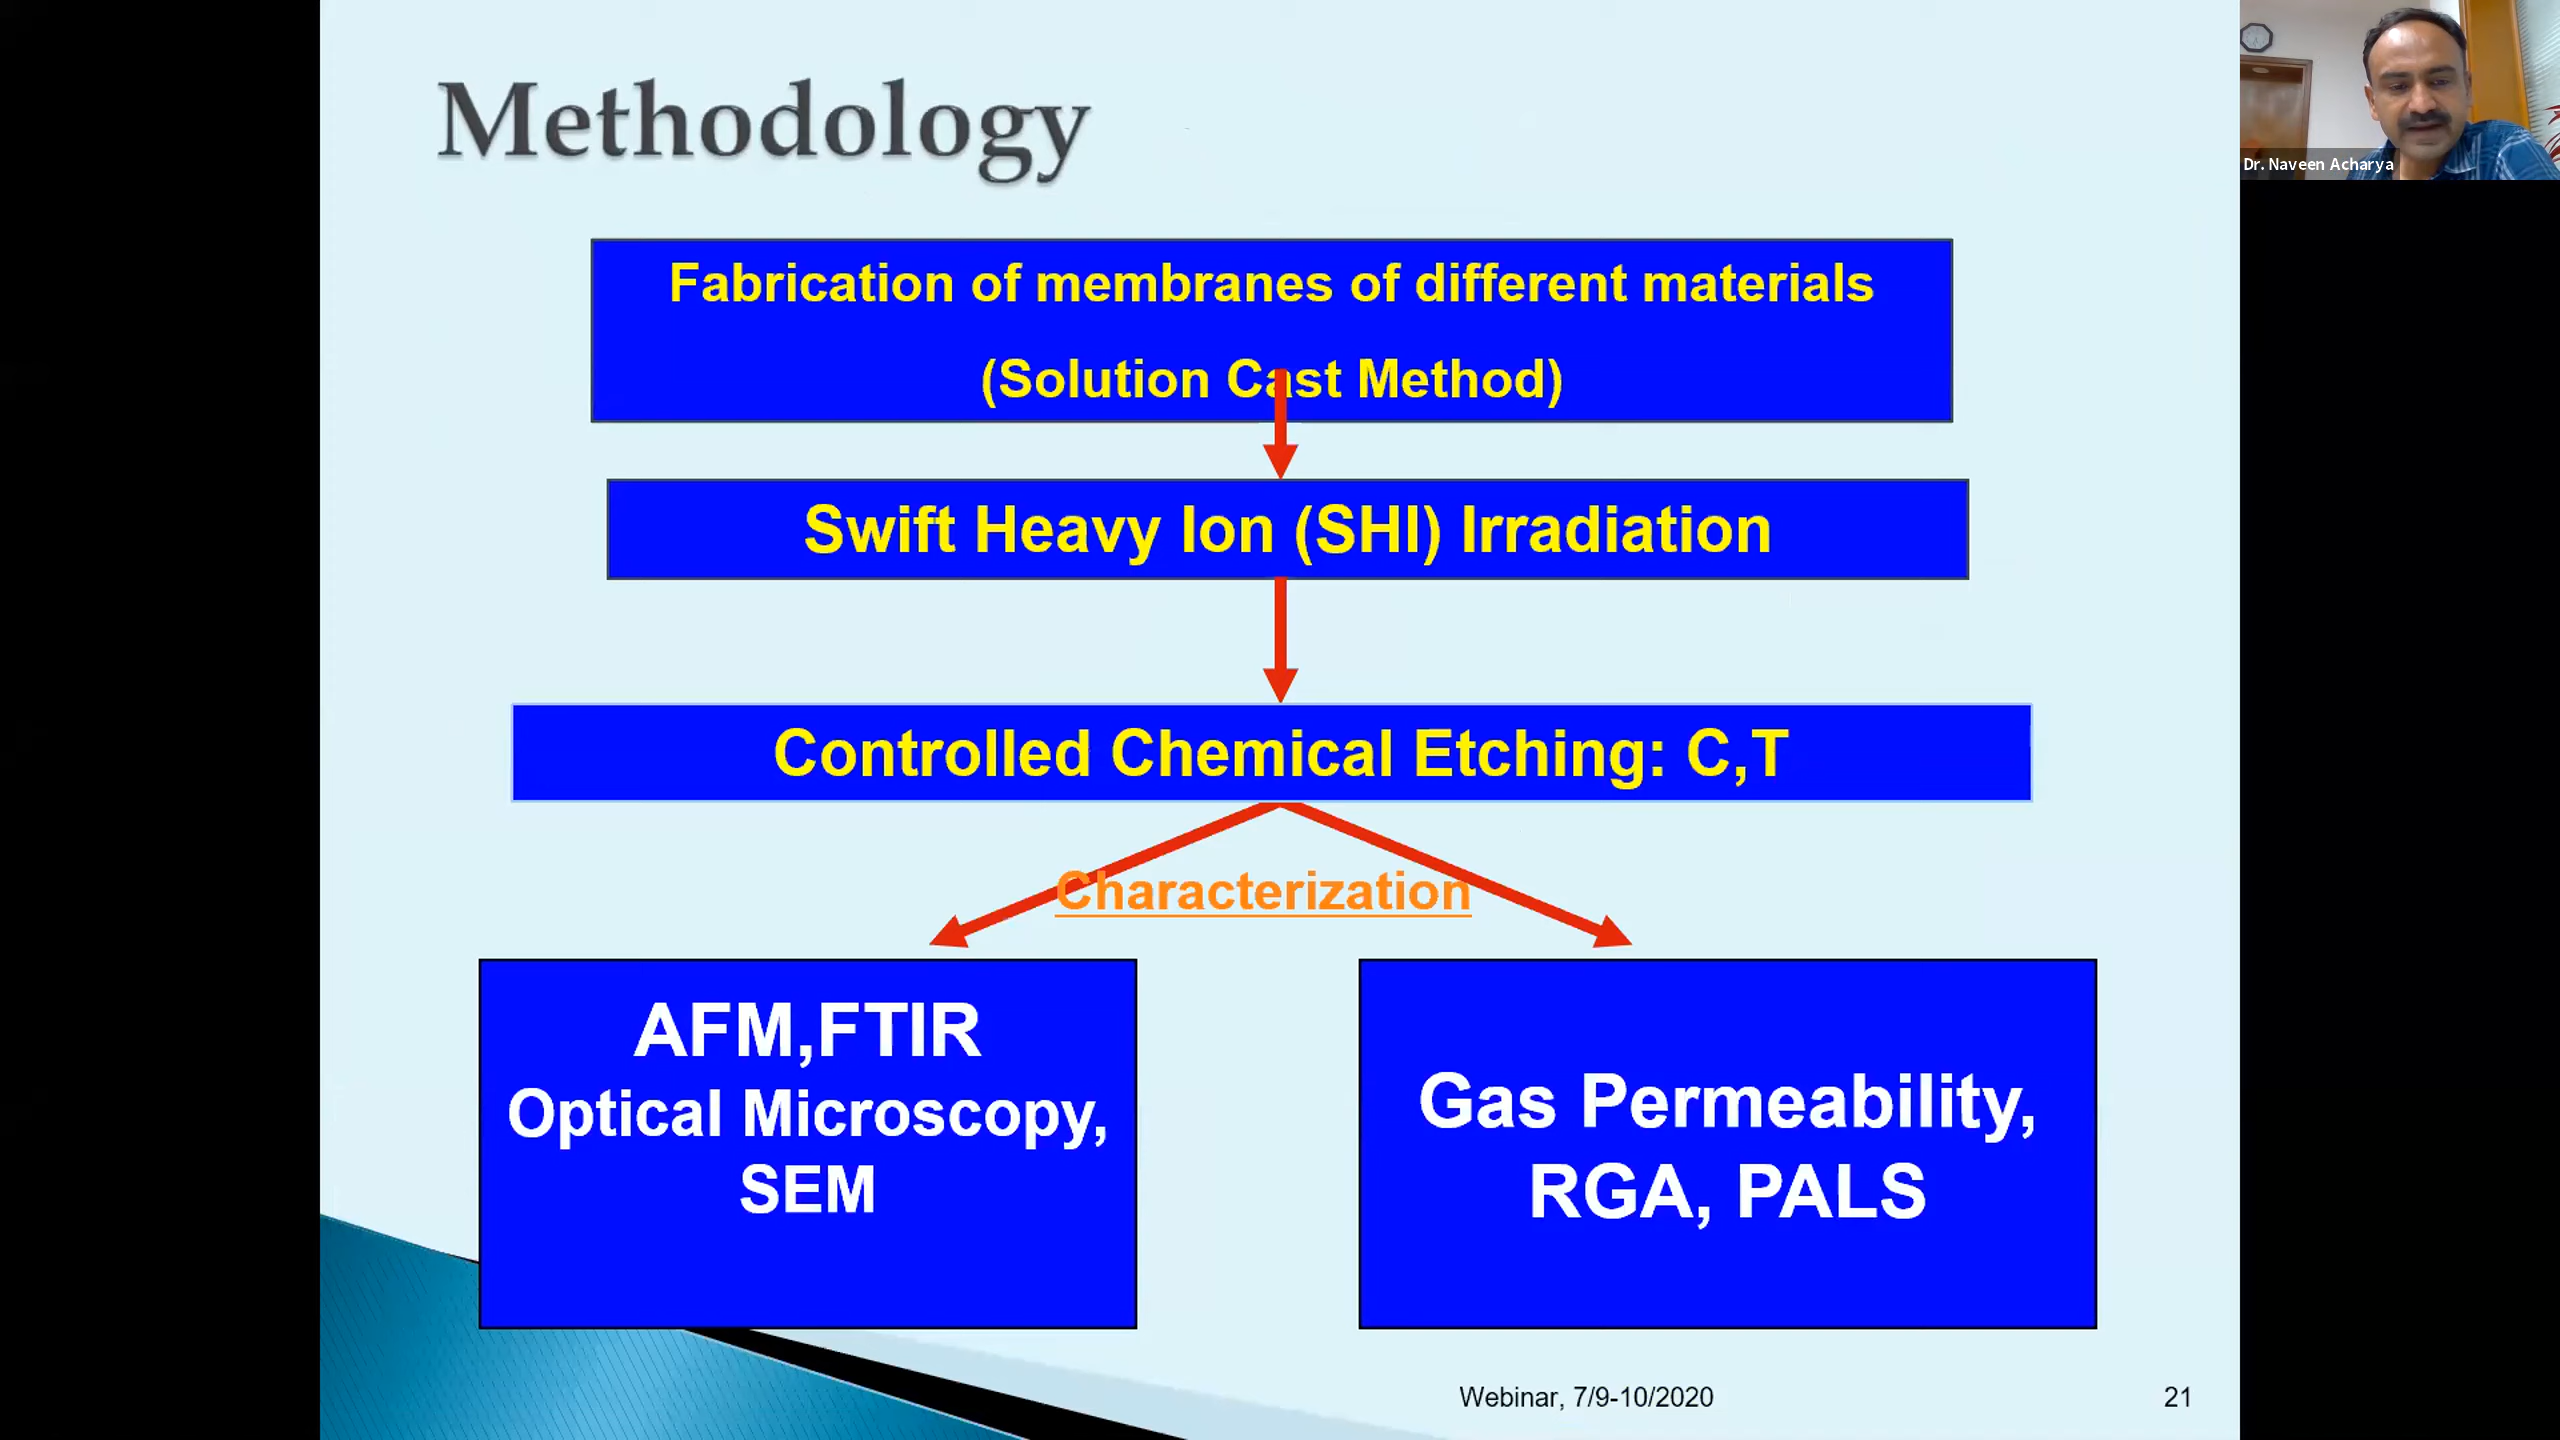 Methodology
Dr. Naveen Acharya
Fabrication of membranes of different materials
(Solution Cast Method)
Swift Heavy Ion (SHI) Irradiation
Controlled Chemical Etching: C,T
Characterization
AFM,FTIR
Optical Microscopy,
SEM
Gas Permeability,
RGA, PALS
Webinar, 7/9-10/2020
21